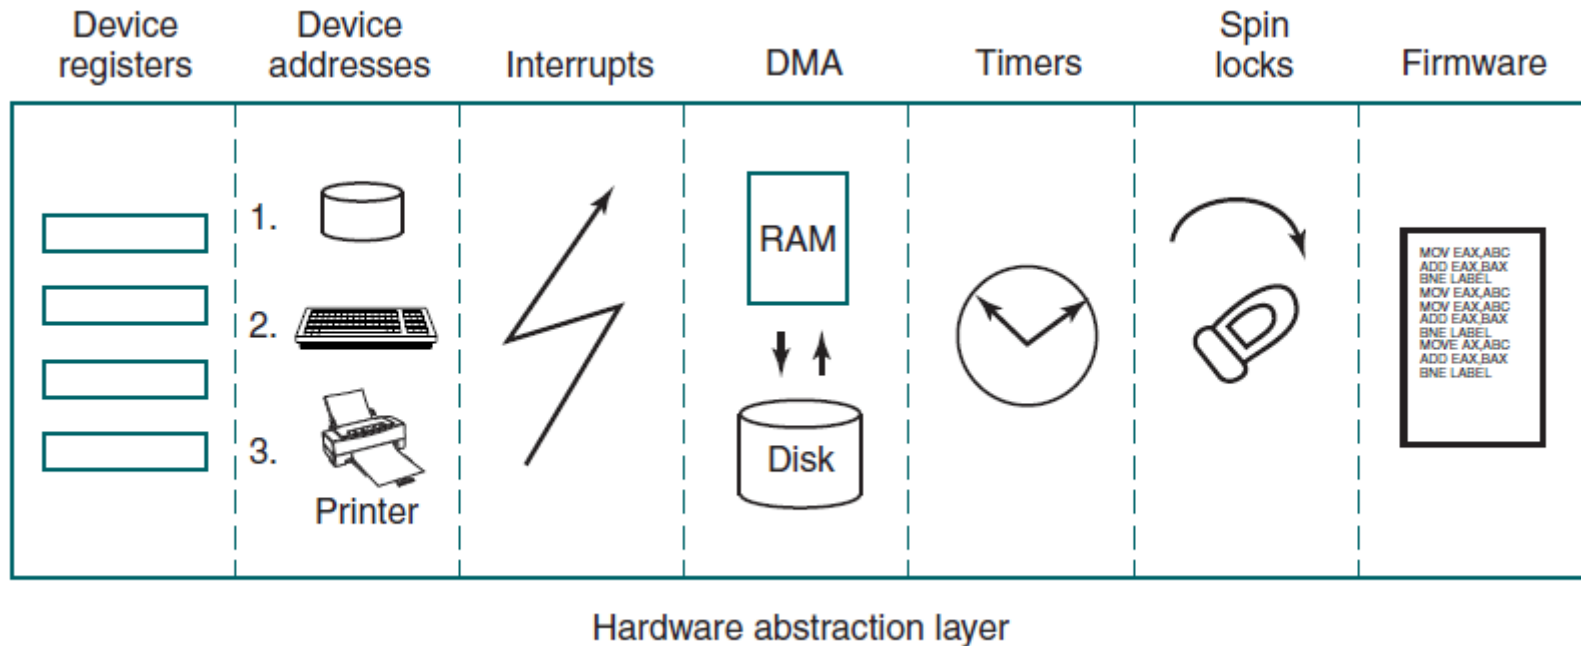 Device
registers
Device
addresses
Interrupts
DMA
Timers
Spin
locks
Firmware
1.
2.
3.
Printer
RAM
Disk
MOV EAX,ABC
ADD EAX,BAX
BNE LABEL
MOV EAX,ABC
MOV EAX,ABC
ADD EAX,BAX
BNE LABEL
MOVE AX,ABC
ADD EAX,BAX
BNE LABEL
Hardware abstraction layer